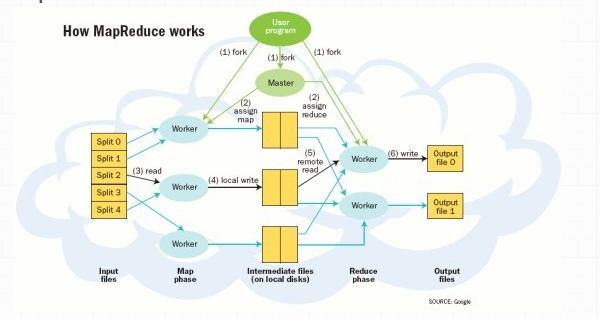 How MapReduce works
User
program
(1) fork
(1) fork
(1) fork
Master
(2)
assign
map
(2)
assign
reduce
Worker
Split 0
Split 1
Split 2
Split 3
Split 4
(3) read
Worker
(4) local write
(5)
remote
read
Worker
(6) write
Output
file 0
Worker
Output
file 1
Worker
Input
files
Map
phase
Intermediate files
(on local disks)
Reduce
phase
Output
files
SOURCE: Google